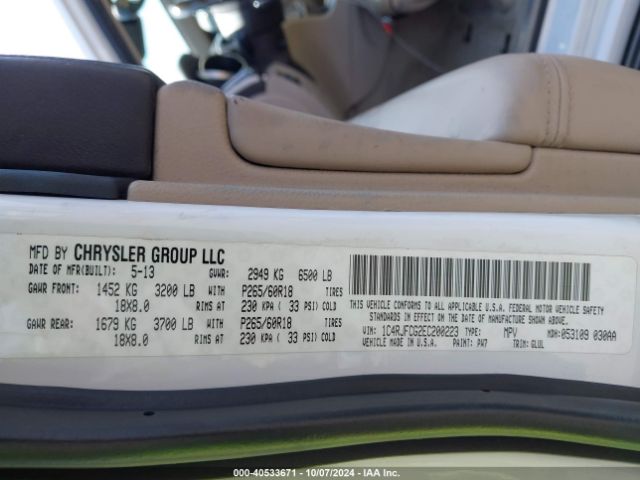 MFD BY CHRYSLER GROUP LLC
DATE OF MFR(BUILT): 5-13 GVWR: 2949 KG 6500 LB
GAWR FRONT: 1452 KG 3200 LB WITH P265/60R18 TIRES
18X8.0 RIMS AT 230 KPA ( 33 PSI) COLD
GAWR REAR: 1679 KG 3700 LB WITH P265/60R18 TIRES
18X8.0 RIMS AT 230 KPA ( 33 PSI) COLD
THIS VEHICLE CONFORMS TO ALL APPLICABLE U.S.A. FEDERAL MOTOR VEHICLE SAFETY
STANDARDS IN EFFECT ON THE DATE OF MANUFACTURE SHOWN ABOVE.
VIN: 1C4RJFCG2EC200223 TYPE: MPV MDH: 053109 030AA
VEHICLE MADE IN U.S.A. PAINT: PW7 TRIM: GLUL
000-40533671 - 10/07/2024 - IAA Inc.